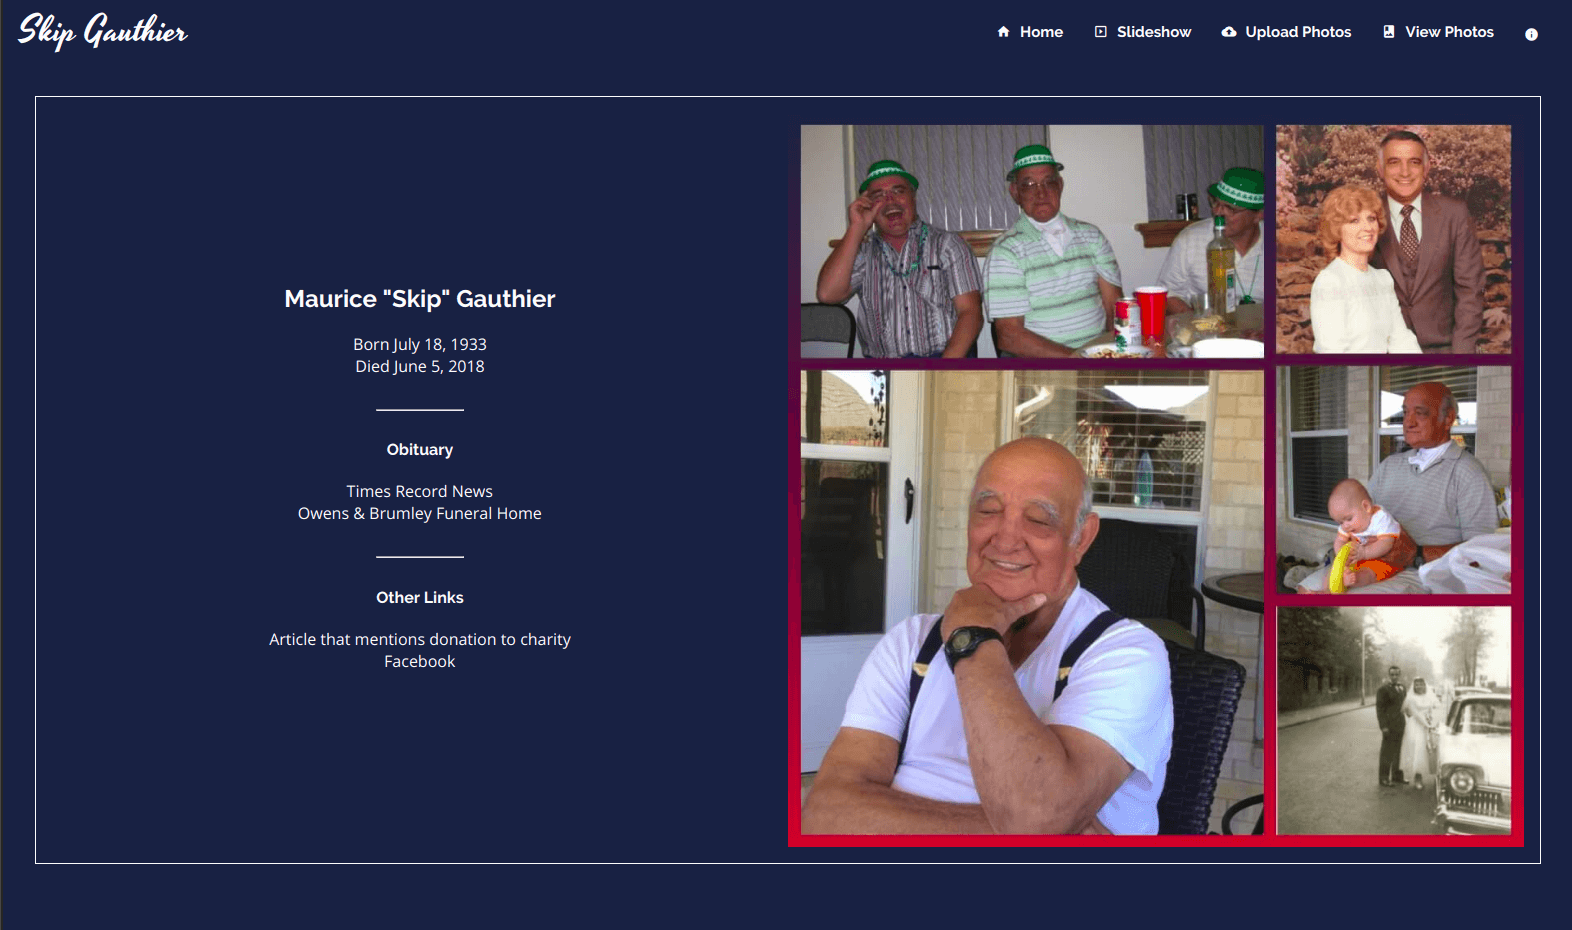 Skip Gauthier
Home
Slideshow
Upload Photos
View Photos
Maurice "Skip" Gauthier
Born July 18, 1933
Died June 5, 2018
Obituary
Times Record News
Owens & Brumley Funeral Home
Other Links
Article that mentions donation to charity
Facebook